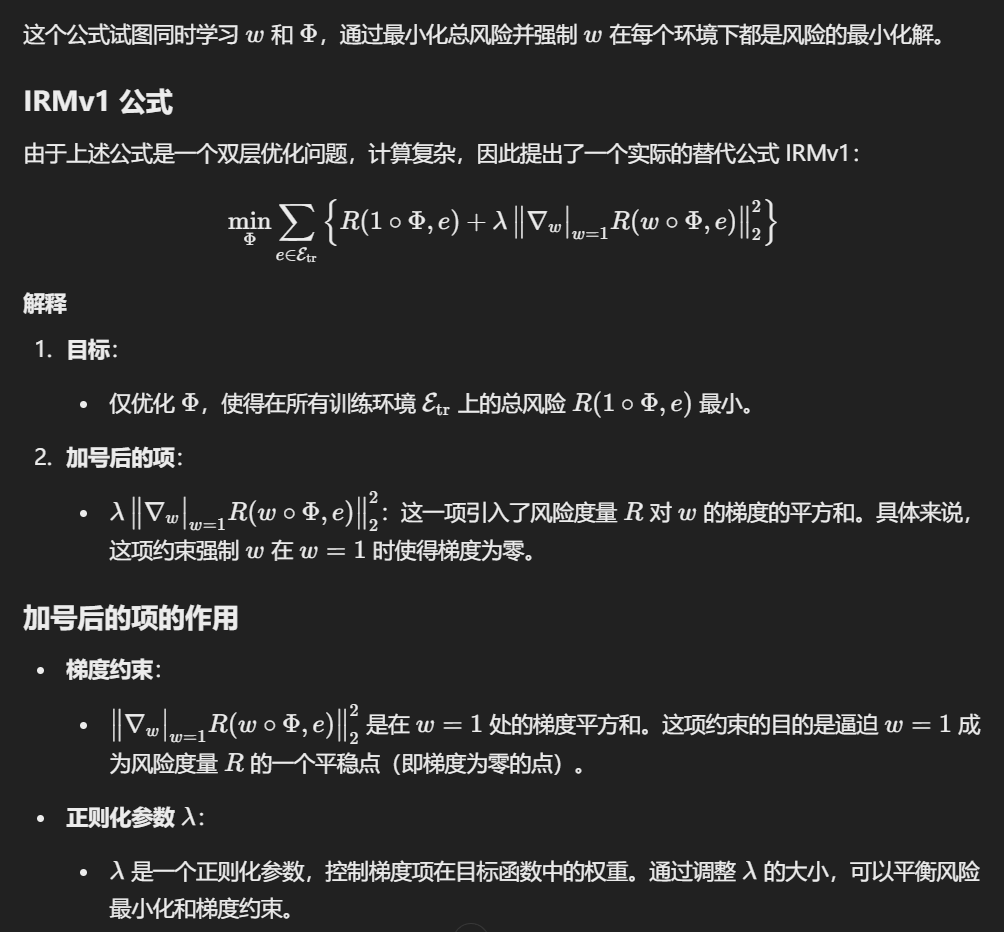 这个公式试图同时学习 w 和 Φ，通过最小化总风险并强制 w 在每个环境下都是风险的最小化解。
IRMv1 公式
由于上述公式是一个双层优化问题，计算复杂，因此提出了一个实际的替代公式 IRMv1：
$\min_{\Phi} \sum_{e \in \mathcal{E}_{\mathrm{tr}}} \left\{ R(1 \circ \Phi, e) + \lambda \left\| \nabla_w \big|_{w=1} R(w \circ \Phi, e) \right\|_2^2 \right\}$
解释
1. 目标：
• 仅优化 Φ，使得在所有训练环境 $\mathcal{E}_{\mathrm{tr}}$ 上的总风险 $R(1 \circ \Phi, e)$ 最小。
2. 加号后的项：
• $\lambda \left\| \nabla_w \big|_{w=1} R(w \circ \Phi, e) \right\|_2^2$：这一项引入了风险度量 R 对 w 的梯度的平方和。具体来说，
这项约束强制 w 在 w = 1 时使得梯度为零。
加号后的项的作用
• 梯度约束：
• $\left\| \nabla_w \big|_{w=1} R(w \circ \Phi, e) \right\|_2^2$ 是在 w = 1 处的梯度平方和。这项约束的目的是逼迫 w = 1 成
为风险度量 R 的一个平稳点（即梯度为零的点）。
• 正则化参数 λ：
• λ 是一个正则化参数，控制梯度项在目标函数中的权重。通过调整 λ 的大小，可以平衡风险
最小化和梯度约束。